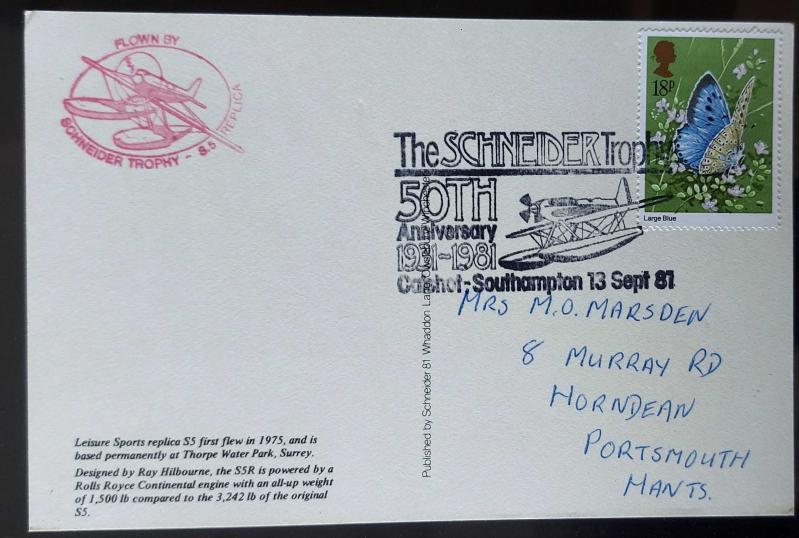 FLOWN BY
SCHNEIDER TROPHY - S.5 REPLICA
18P
Large Blue
The SCHNEIDER Trophy
50TH
Anniversary
1931-1981
Calshot-Southampton 13 Sept 81
Published by Schneider 81 Whaddon
MRS M.O. MARSDEN
8 MURRAY RD
HORNDEAN
PORTSMOUTH
HANTS.
Leisure Sports replica S5 first flew in 1975, and is
based permanently at Thorpe Water Park, Surrey.
Designed by Ray Hilbourne, the S5R is powered by a
Rolls Royce Continental engine with an all-up weight
of 1,500 lb compared to the 3,242 lb of the original
S5.